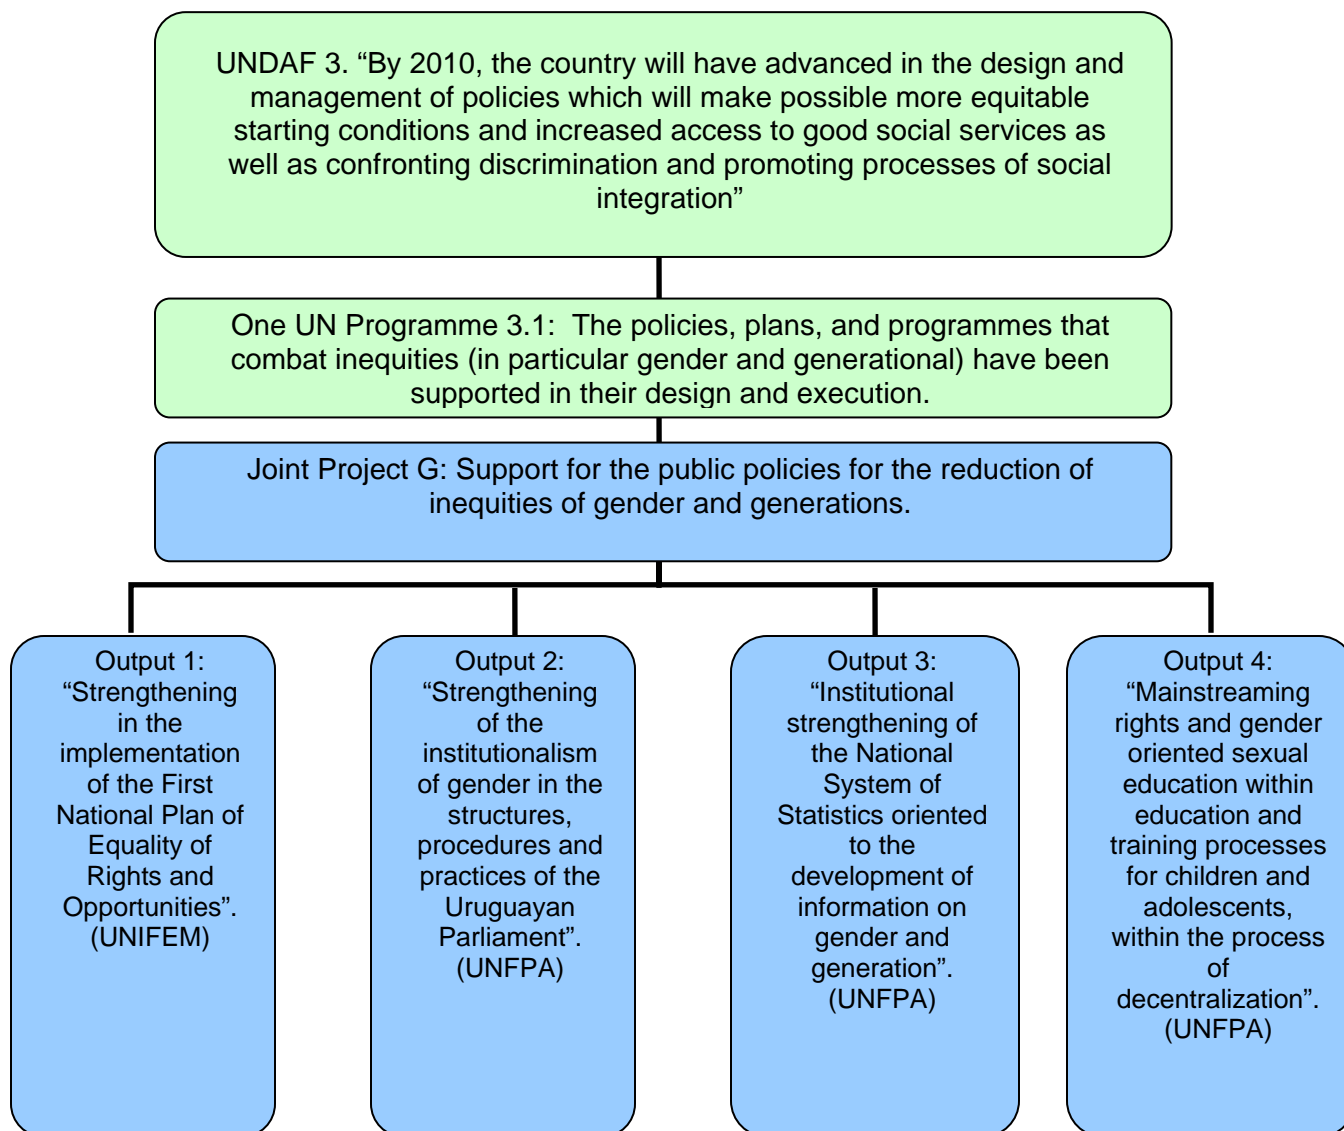 UNDAF 3. “By 2010, the country will have advanced in the design and
management of policies which will make possible more equitable
starting conditions and increased access to good social services as
well as confronting discrimination and promoting processes of social
integration”
One UN Programme 3.1:  The policies, plans, and programmes that
combat inequities (in particular gender and generational) have been
supported in their design and execution.
Joint Project G: Support for the public policies for the reduction of
inequities of gender and generations.
Output 1:
“Strengthening
in the
implementation
of the First
National Plan of
Equality of
Rights and
Opportunities”.
(UNIFEM)
Output 2:
“Strengthening
of the
institutionalism
of gender in the
structures,
procedures and
practices of the
Uruguayan
Parliament”.
(UNFPA)
Output 3:
“Institutional
strengthening of
the National
System of
Statistics oriented
to the
development of
information on
gender and
generation”.
(UNFPA)
Output 4:
“Mainstreaming
rights and gender
oriented sexual
education within
education and
training processes
for children and
adolescents,
within the process
of
decentralization”.
(UNFPA)